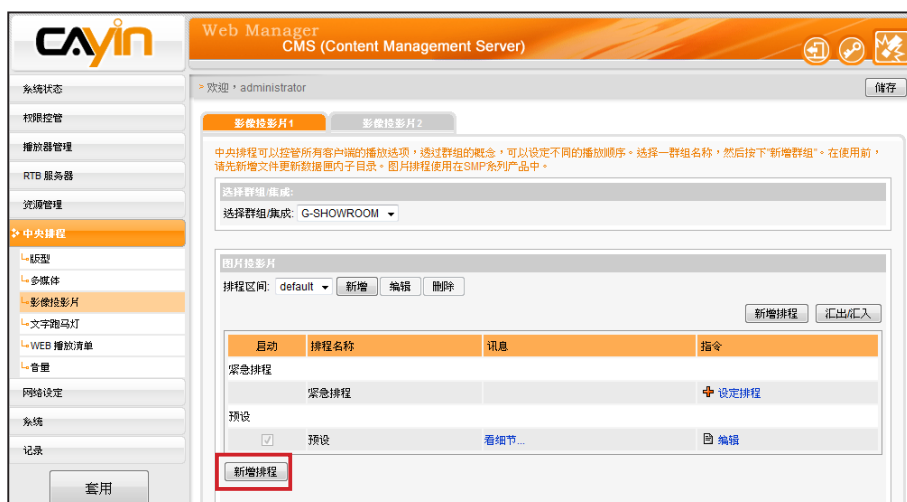 CAYIN
Web Manager
CMS (Content Management Server)
系统状态
权限控管
播放器管理
RTB 服务器
资源管理
中央排程
版型
多媒体
影像投影片
文字跑马灯
WEB 播放清单
音量
网络设定
系统
记录
套用
> 欢迎，administrator
储存
影像投影片1
影像投影片2
中央排程可以控管所有客户端的播放选项，透过群组的概念，可以设定不同的播放顺序。选择一群组名称，然后按下"新增群组"。在使用前，
请先新增文件更新数据匣内子目录。图片排程使用在SMP系列产品中。
选择群组/集成:
选择群组/集成: G-SHOWROOM
图片投影片
排程区间: default 新增 编辑 删除
新增排程 汇出/汇入
启动 排程名称 讯息 指令
紧急排程
紧急排程 设定排程
预设
预设 看细节... 编辑
新增排程